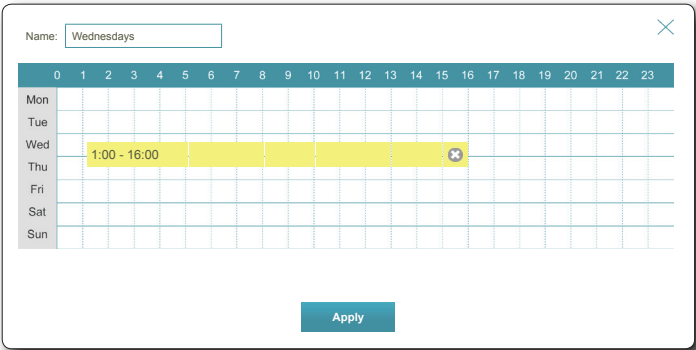 Name: Wednesdays
0 1 2 3 4 5 6 7 8 9 10 11 12 13 14 15 16 17 18 19 20 21 22 23
Mon
Tue
Wed
1:00 - 16:00
Thu
Fri
Sat
Sun
Apply